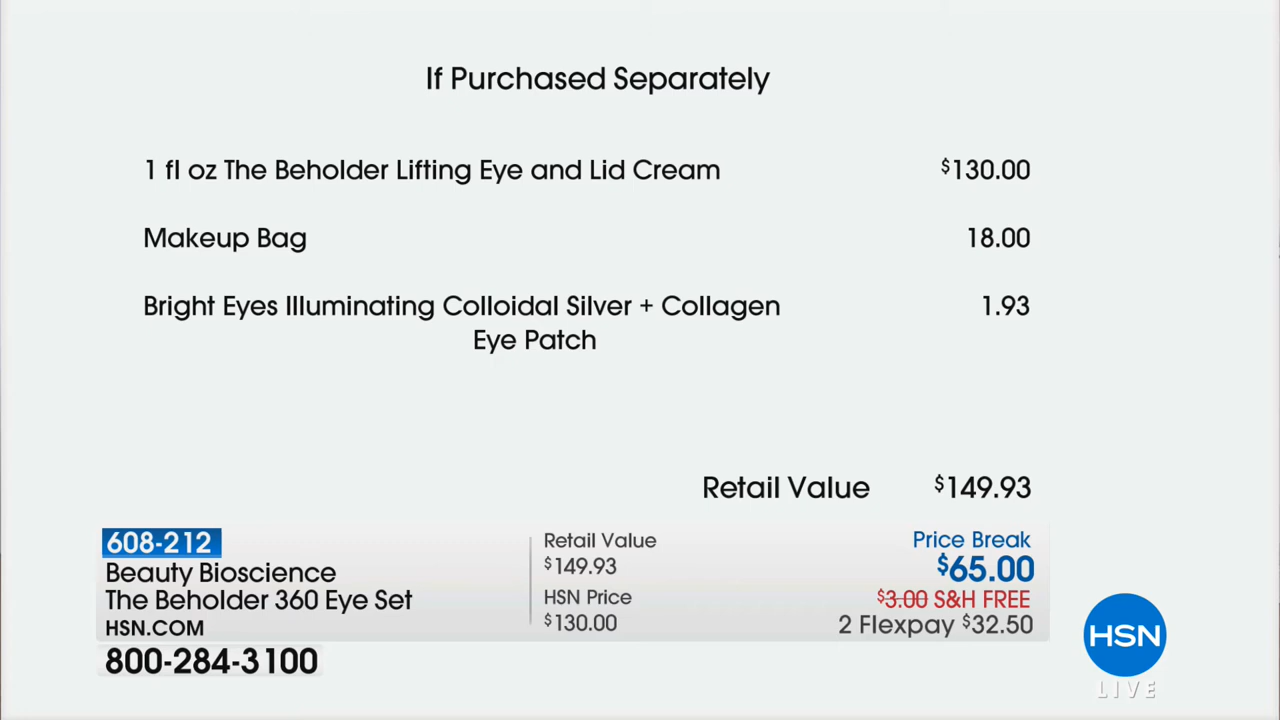 If Purchased Separately
1 fl oz The Beholder Lifting Eye and Lid Cream $130.00
Makeup Bag 18.00
Bright Eyes Illuminating Colloidal Silver + Collagen 1.93
Eye Patch
Retail Value $149.93
608-212
Beauty Bioscience
The Beholder 360 Eye Set
HSN.COM
800-284-3100
Retail Value
$149.93
HSN Price
$130.00
Price Break
$65.00
$3.00 S&H FREE
2 Flexpay $32.50
HSN
LIVE